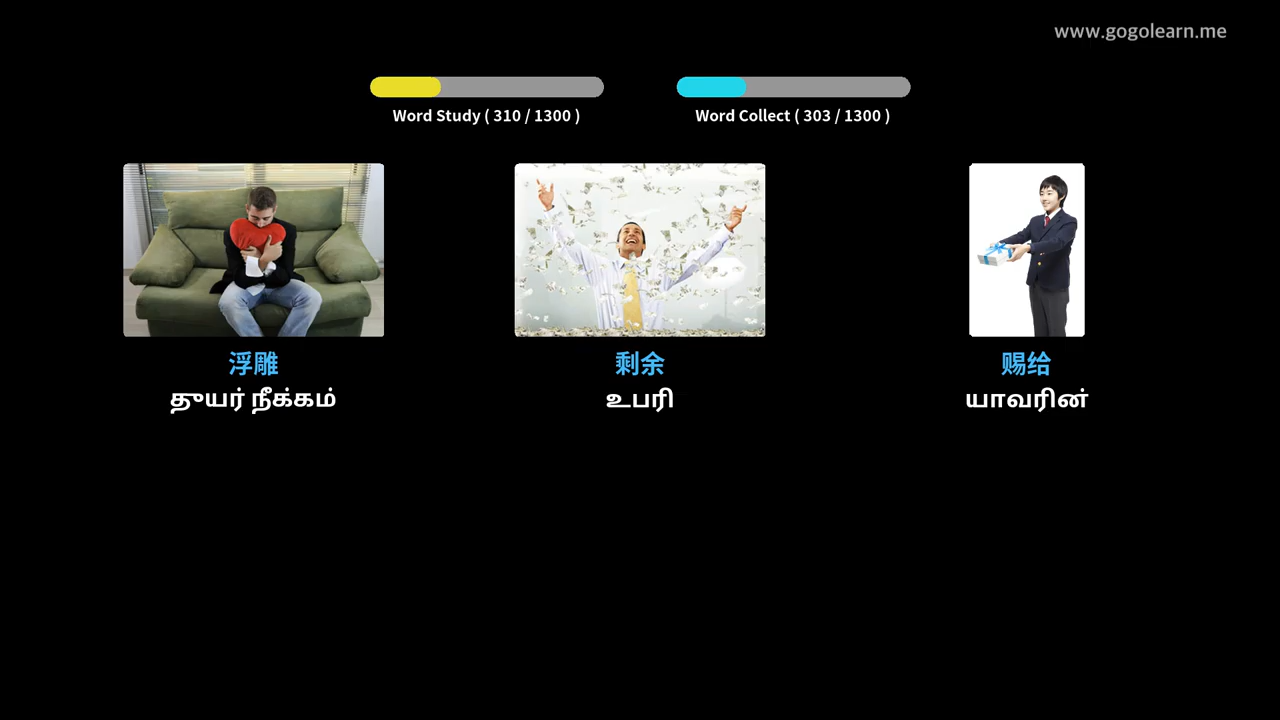 www.gogolearn.me
Word Study ( 310 / 1300 )
Word Collect ( 303 / 1300 )
浮雕
துயர் நீக்கம்
剩余
உபரி
赐给
யாவரின்